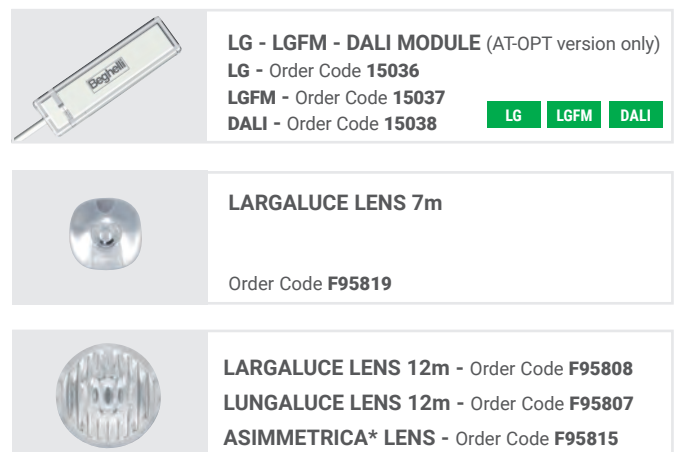 Beghelli
LG - LGFM - DALI MODULE (AT-OPT version only)
LG - Order Code 15036
LGFM - Order Code 15037
DALI - Order Code 15038
LG LGFM DALI
LARGALUCE LENS 7m
Order Code F95819
LARGALUCE LENS 12m - Order Code F95808
LUNGALUCE LENS 12m - Order Code F95807
ASIMMETRICA* LENS - Order Code F95815